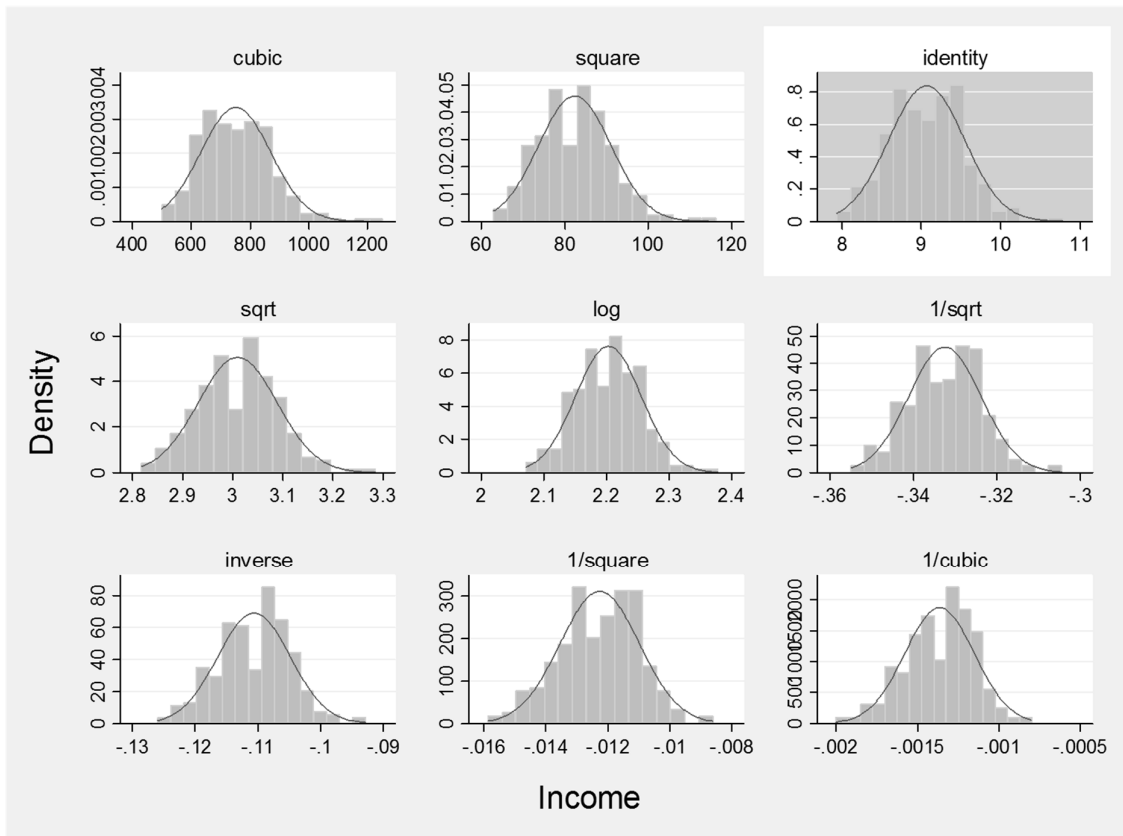 cubic
square
identity
0 .001 .002 .003 .004
400 600 800 1000 1200
0 .01 .02 .03 .04 .05
60 80 100 120
0 .2 .4 .6 .8
8 9 10 11
sqrt
log
1/sqrt
0 2 4 6
2.8 2.9 3 3.1 3.2 3.3
0 2 4 6 8
2 2.1 2.2 2.3 2.4
0 10 20 30 40 50
-.36 -.34 -.32 -.3
inverse
1/square
1/cubic
0 20 40 60 80
-.13 -.12 -.11 -.1 -.09
0 100 200 300
-.016 -.014 -.012 -.01 -.008
0 500 1000 1500 2000
-.002 -.0015 -.001 -.0005
Density
Income